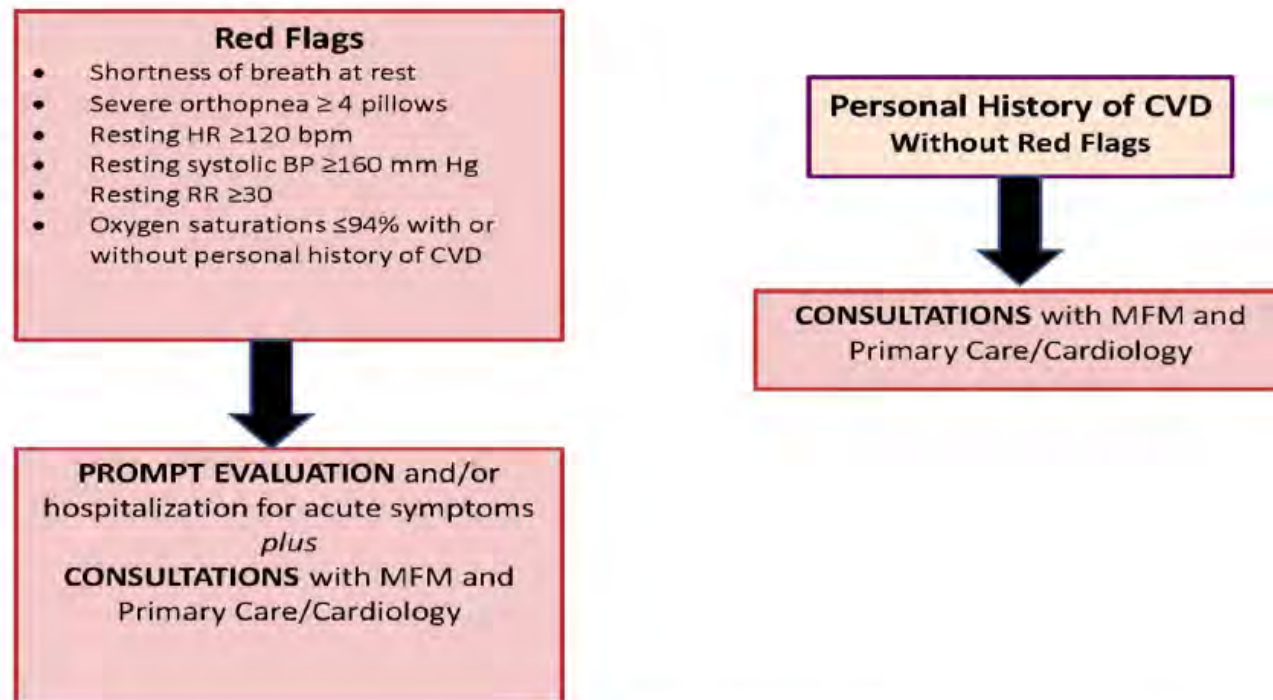 Red Flags
• Shortness of breath at rest
• Severe orthopnea ≥ 4 pillows
• Resting HR ≥120 bpm
• Resting systolic BP ≥160 mm Hg
• Resting RR ≥30
• Oxygen saturations ≤94% with or
without personal history of CVD
PROMPT EVALUATION and/or
hospitalization for acute symptoms
plus
CONSULTATIONS with MFM and
Primary Care/Cardiology
Personal History of CVD
Without Red Flags
CONSULTATIONS with MFM and
Primary Care/Cardiology